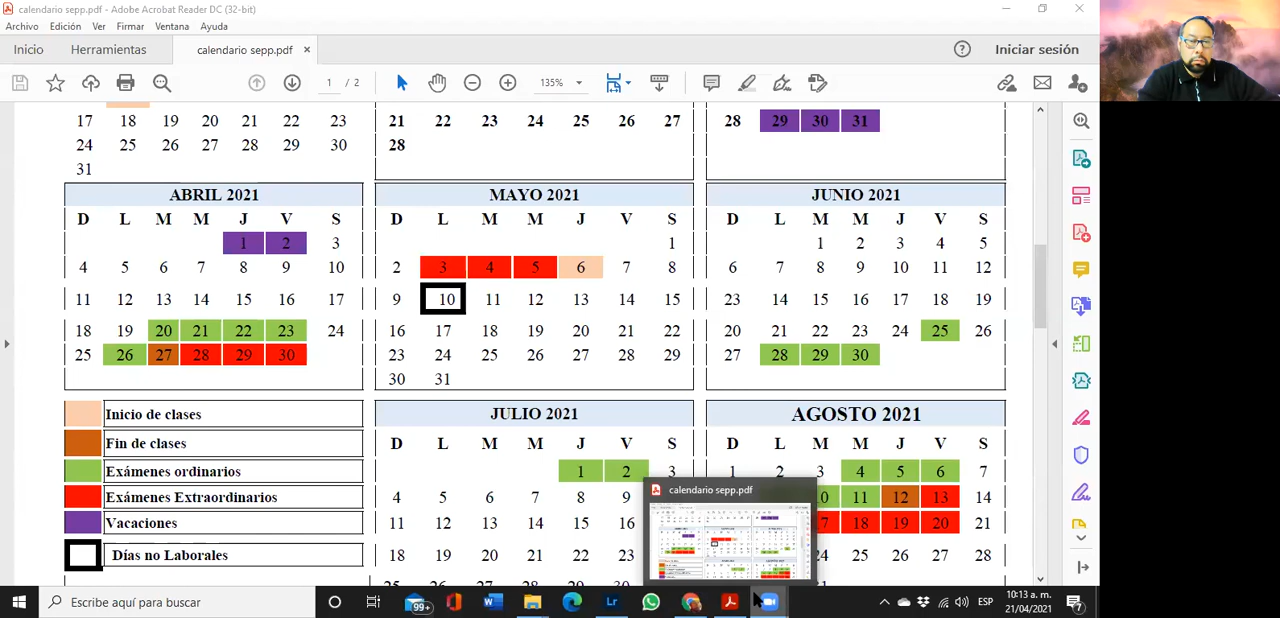 calendario sepp.pdf - Adobe Acrobat Reader DC (32-bit)
Archivo Edición Ver Firmar Ventana Ayuda
Inicio Herramientas calendario sepp.pdf × Iniciar sesión
1 / 2 135%
17 18 19 20 21 22 23
24 25 26 27 28 29 30
31
21 22 23 24 25 26 27
28
28 29 30 31
ABRIL 2021
D L M M J V S
1 2 3
4 5 6 7 8 9 10
11 12 13 14 15 16 17
18 19 20 21 22 23 24
25 26 27 28 29 30
MAYO 2021
D L M M J V S
1
2 3 4 5 6 7 8
9 10 11 12 13 14 15
16 17 18 19 20 21 22
23 24 25 26 27 28 29
30 31
JUNIO 2021
D L M M J V S
1 2 3 4 5
6 7 8 9 10 11 12
23 14 15 16 17 18 19
20 21 22 23 24 25 26
27 28 29 30
Inicio de clases
Fin de clases
Exámenes ordinarios
Exámenes Extraordinarios
Vacaciones
Días no Laborales
JULIO 2021
D L M M J V S
1 2 3
4 5 6 7 8 9
11 12 13 14 15 16
18 19 20 21 22 23
25 26 27 28 29 30
AGOSTO 2021
D L M M J V S
1 2 3 4 5 6 7
11 12 13 14
18 19 20 21
25 26 27 28
31
calendario sepp.pdf
Escribe aquí para buscar
99+
ESP
10:13 a. m.
21/04/2021
7